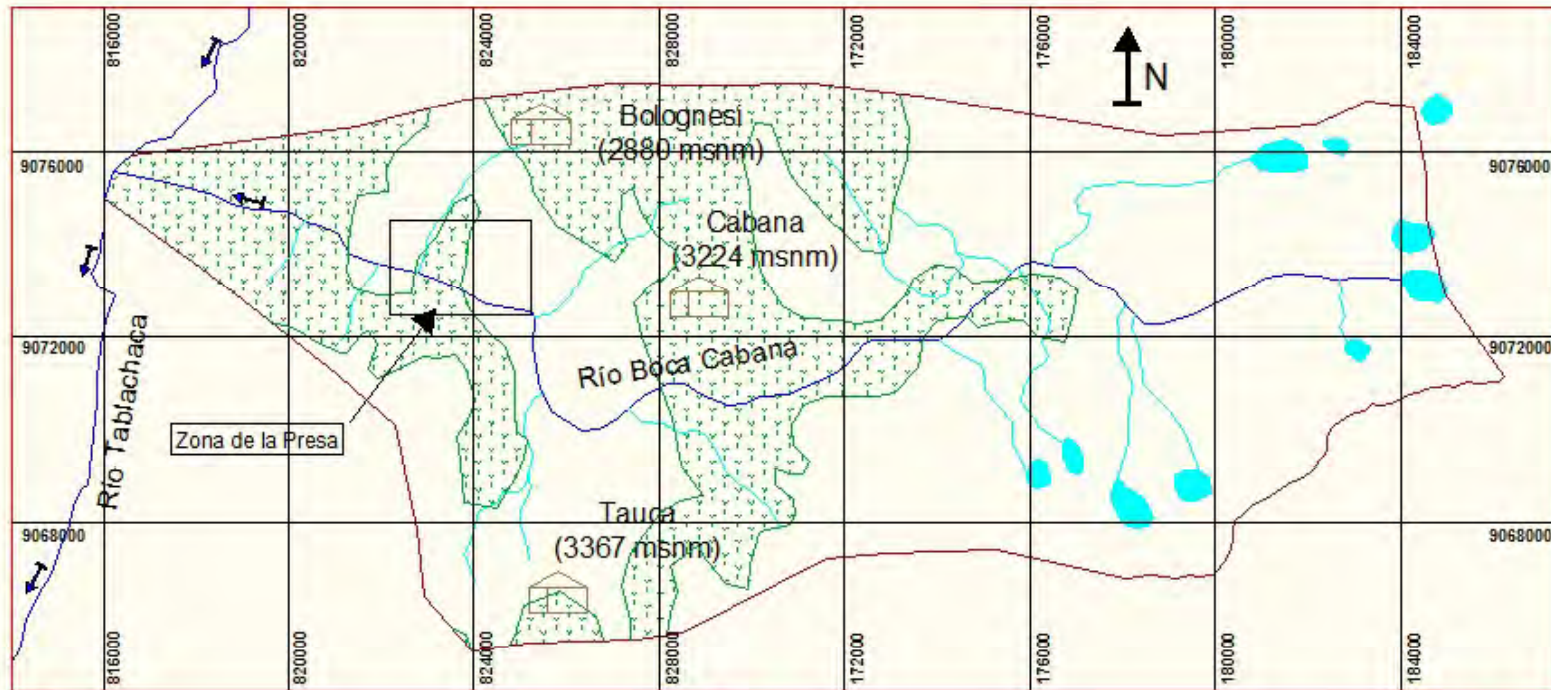 816000
820000
824000
828000
172000
176000
180000
184000
N
Bolognesi
(2880 msnm)
9076000
9076000
Cabana
(3224 msnm)
9072000
9072000
Río Boca Cabana
Río Tablachaca
Zona de la Presa
Tauca
(3367 msnm)
9068000
9068000
816000
820000
824000
828000
172000
176000
180000
184000